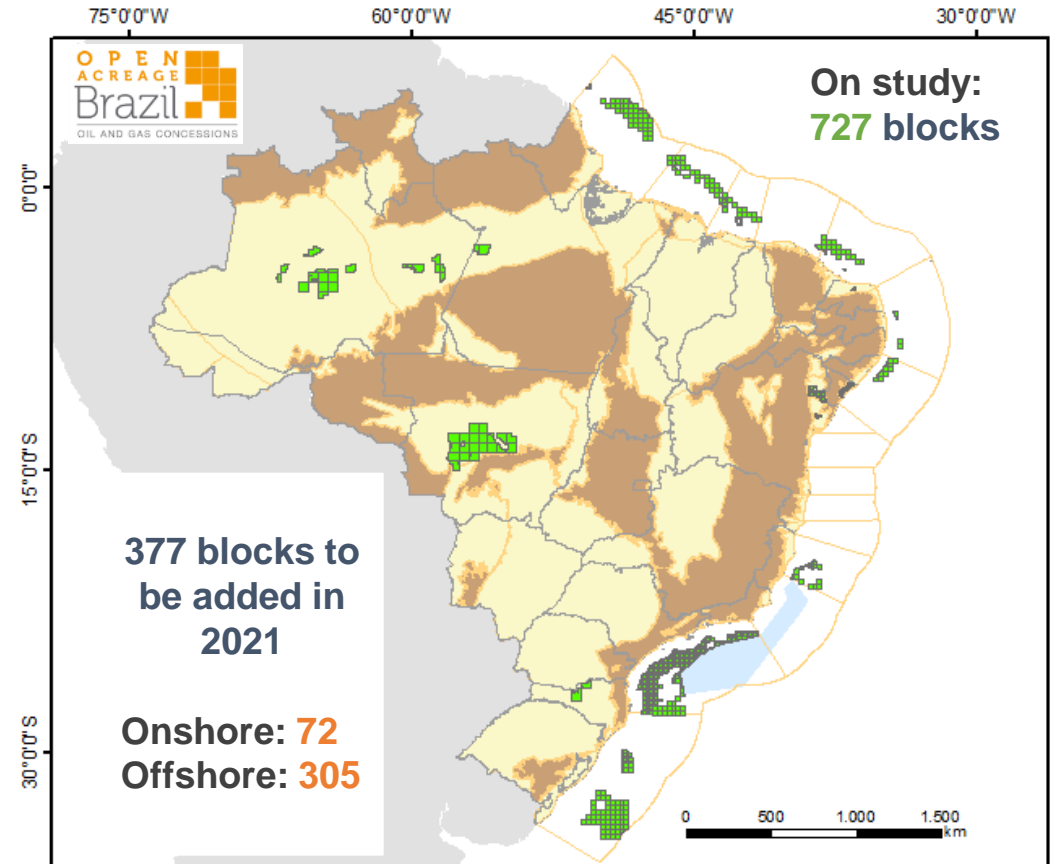 75°0'0"W 60°0'0"W 45°0'0"W 30°0'0"W
OPEN
ACREAGE
Brazil
OIL AND GAS CONCESSIONS
On study:
727 blocks
0°0'0"
15°0'0"S
30°0'0"S
377 blocks to
be added in
2021
Onshore: 72
Offshore: 305
0 500 1.000 1.500
km